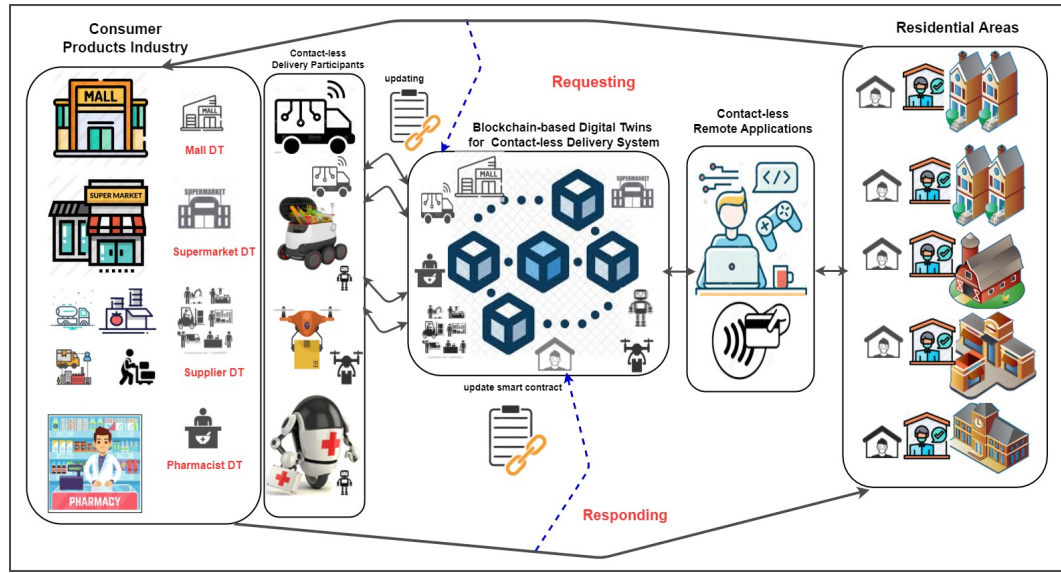 Consumer
Products Industry
Contact-less
Delivery Participants
updating
Requesting
Residential Areas
MALL
Mall DT
SUPER MARKET
SUPERMARKET
Supermarket DT
Supplier DT
Pharmacist DT
PHARMACY
Blockchain-based Digital Twins
for Contact-less Delivery System
MALL
SUPERMARKET
Contact-less
Remote Applications
</>
update smart contract
Responding